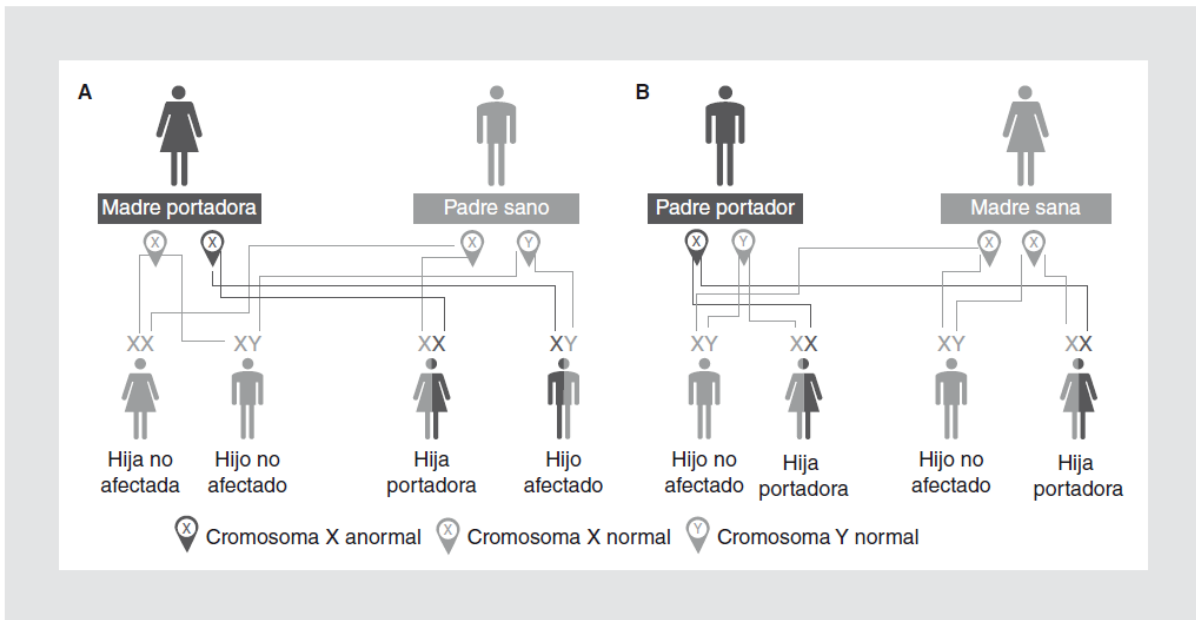 A
B
Madre portadora
Padre sano
Padre portador
Madre sana
X
X
X
Y
X
Y
X
X
XX
XY
XX
XY
XY
XX
XY
XX
Hija no
afectada
Hijo no
afectado
Hija
portadora
Hijo
afectado
Hijo no
afectado
Hija
portadora
Hijo no
afectado
Hija
portadora
X Cromosoma X anormal
X Cromosoma X normal
Y Cromosoma Y normal